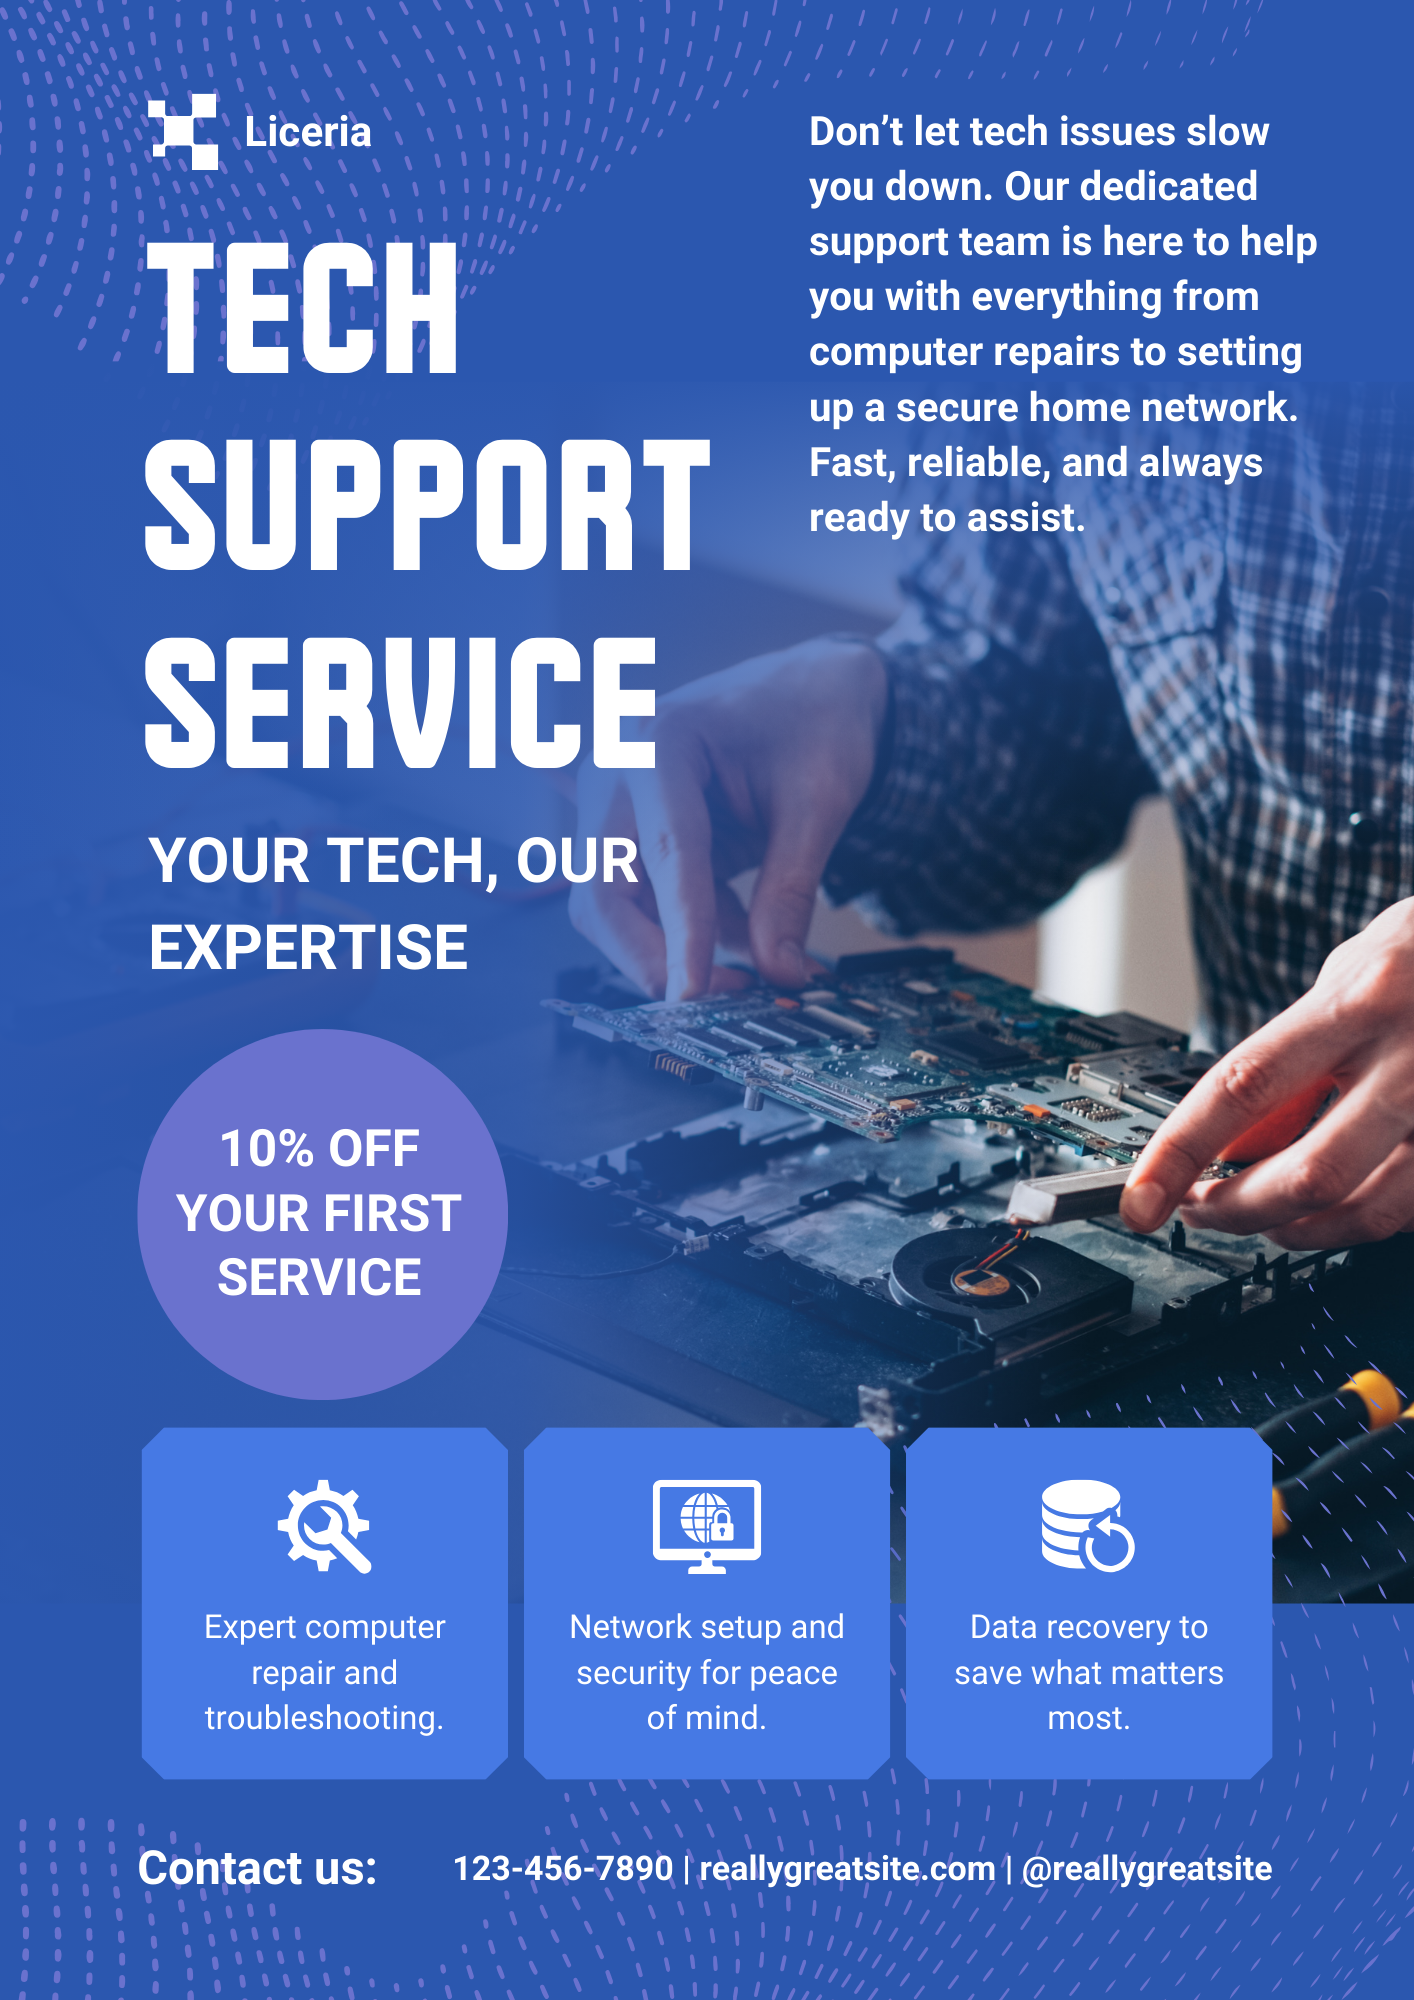 Liceria
TECH
SUPPORT
SERVICE
YOUR TECH, OUR
EXPERTISE
Don’t let tech issues slow
you down. Our dedicated
support team is here to help
you with everything from
computer repairs to setting
up a secure home network.
Fast, reliable, and always
ready to assist.
10% OFF
YOUR FIRST
SERVICE
Expert computer
repair and
troubleshooting.
Network setup and
security for peace
of mind.
Data recovery to
save what matters
most.
Contact us:
123-456-7890 | reallygreatsite.com | @reallygreatsite